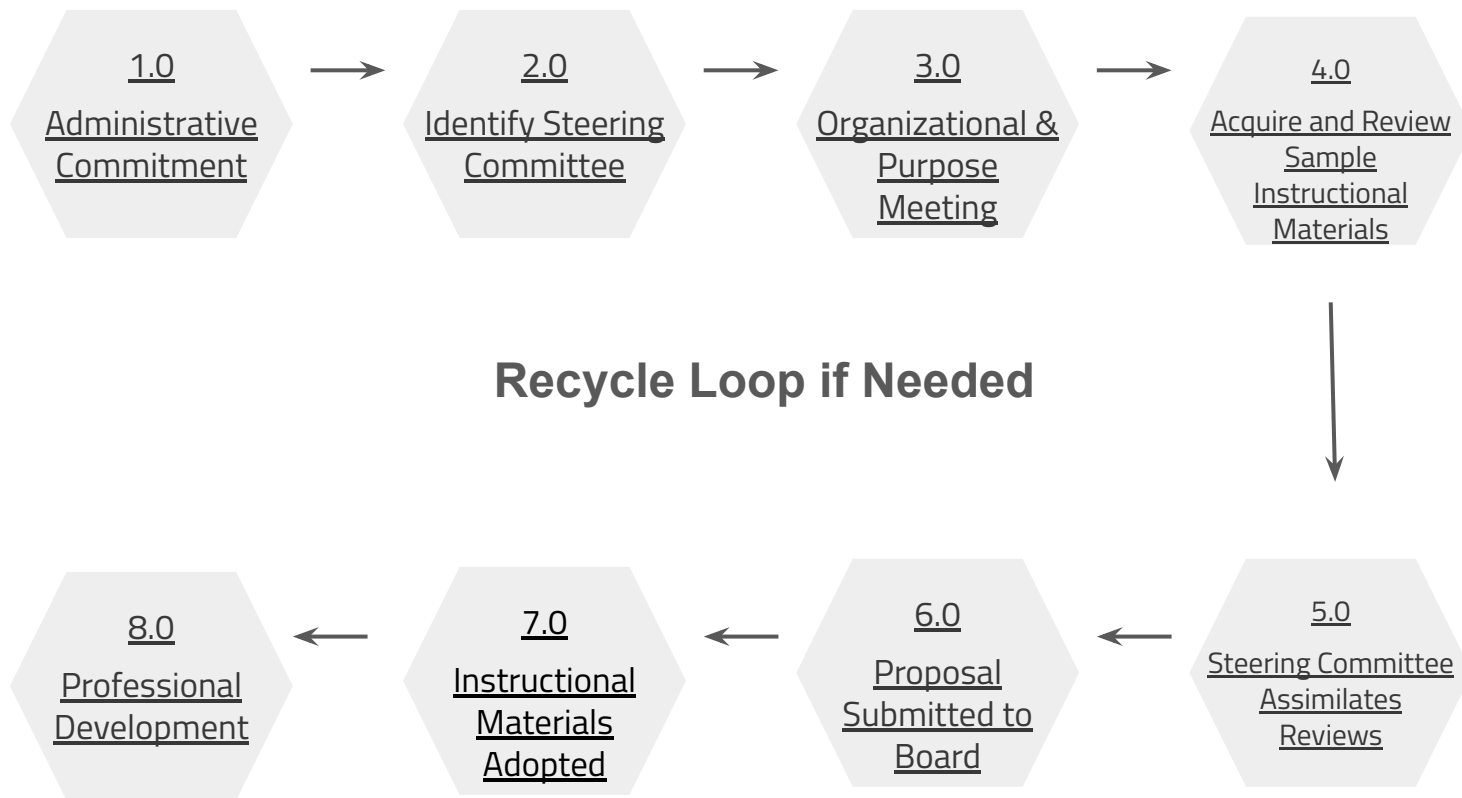 1.0
Administrative
Commitment
2.0
Identify Steering
Committee
3.0
Organizational &
Purpose
Meeting
4.0
Acquire and Review
Sample
Instructional
Materials
Recycle Loop if Needed
5.0
Steering Committee
Assimilates
Reviews
6.0
Proposal
Submitted to
Board
7.0
Instructional
Materials
Adopted
8.0
Professional
Development